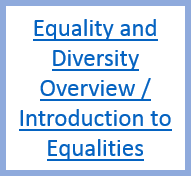 Equality and
Diversity
Overview /
Introduction to
Equalities